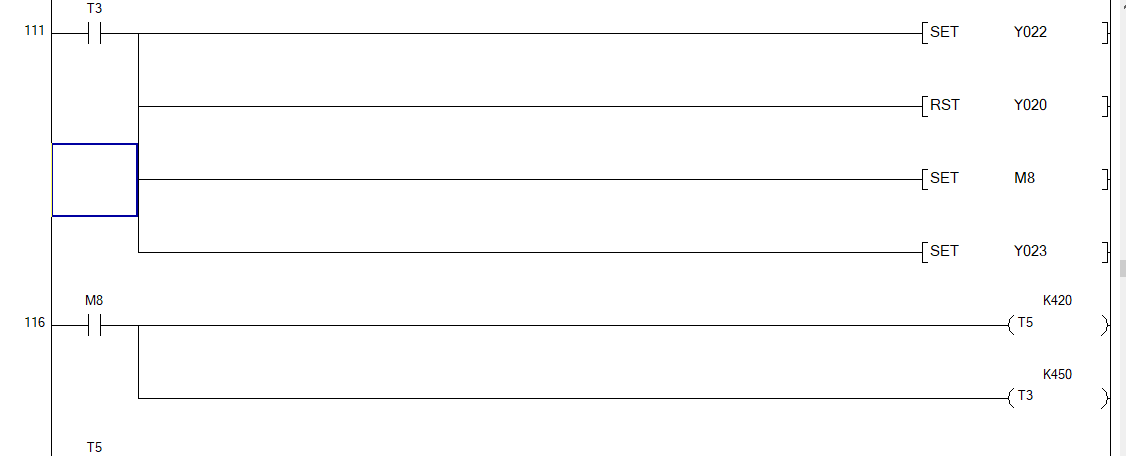 T3
111 SET Y022
RST Y020
SET M8
SET Y023
M8 K420
116 T5
K450
T3
T5